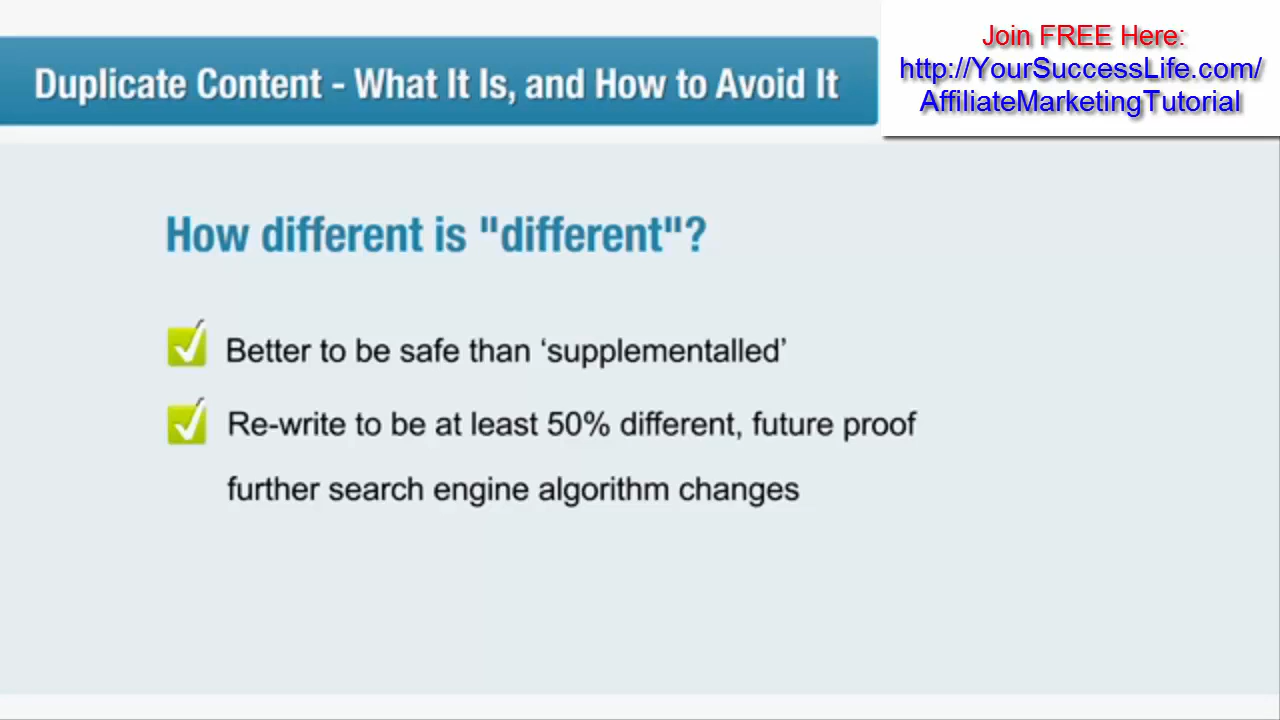 Duplicate Content - What It Is, and How to Avoid It
Join FREE Here:
http://YourSuccessLife.com/
AffiliateMarketingTutorial
How different is "different"?
Better to be safe than ‘supplementalled’
Re-write to be at least 50% different, future proof
further search engine algorithm changes